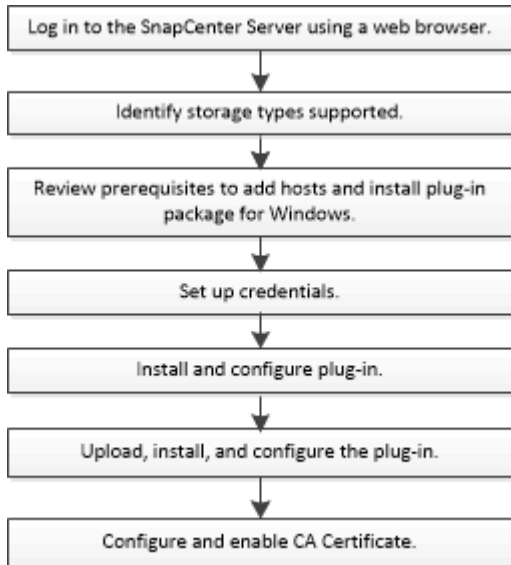 Log in to the SnapCenter Server using a web browser.
Identify storage types supported.
Review prerequisites to add hosts and install plug-in
package for Windows.
Set up credentials.
Install and configure plug-in.
Upload, install, and configure the plug-in.
Configure and enable CA Certificate.